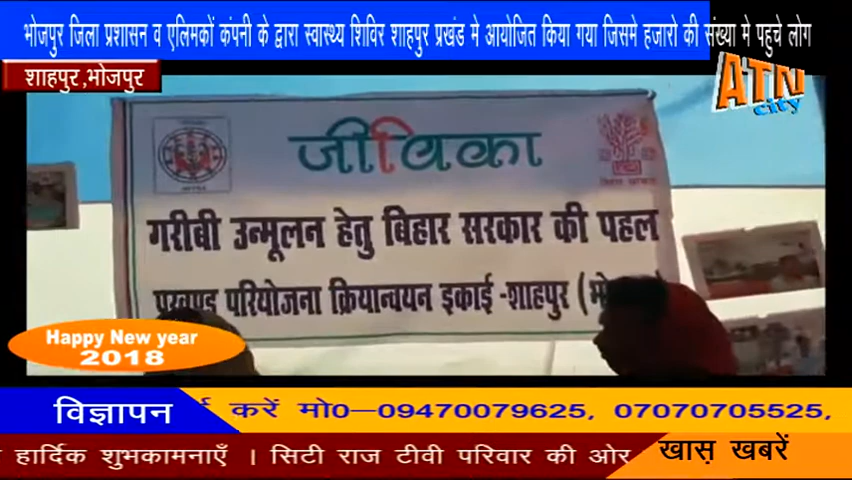 भोजपुर जिला प्रशासन व एलिमकों कंपनी के द्वारा स्वास्थ्य शिविर शाहपुर प्रखंड मे आयोजित किया गया जिसमे हजारो की संख्या मे पहुचे लोग
शाहपुर,भोजपुर
ATN
city
जीविका
गरीबी उन्मूलन हेतु बिहार सरकार की पहल
परियोजना क्रियान्वयन इकाई -शाहपुर
Happy New year
2018
विज्ञापन करें मो0—09470079625, 07070705525,
हार्दिक शुभकामनाएँ । सिटी राज टीवी परिवार की ओर
खास़ खबरें